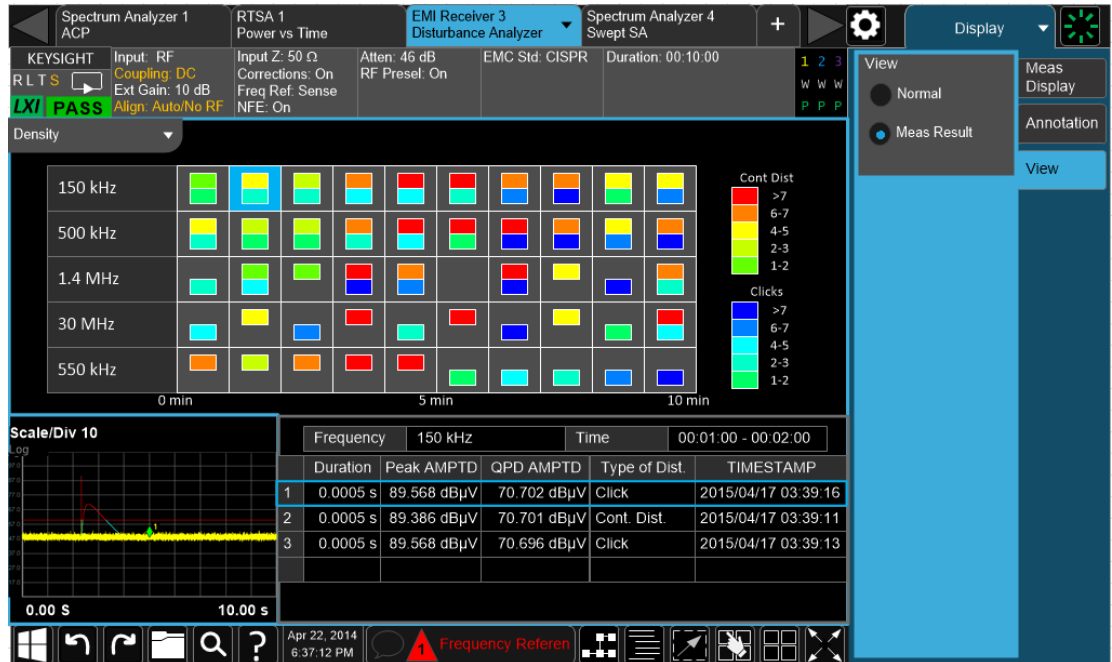 Spectrum Analyzer 1
ACP
RTSA 1
Power vs Time
EMI Receiver 3
Disturbance Analyzer
Spectrum Analyzer 4
Swept SA
+
Display
KEYSIGHT
R L T S
LXI PASS
Input: RF
Coupling: DC
Ext Gain: 10 dB
Align: Auto/No RF
Input Z: 50 Ω
Corrections: On
Freq Ref: Sense
NFE: On
Atten: 46 dB
RF Presel: On
EMC Std: CISPR
Duration: 00:10:00
1 2 3
W W W
P P P
View
Normal
Meas Result
Meas Display
Annotation
View
Density
150 kHz
500 kHz
1.4 MHz
30 MHz
550 kHz
0 min
5 min
10 min
Cont Dist
>7
6-7
4-5
2-3
1-2
Clicks
>7
6-7
4-5
2-3
1-2
Scale/Div 10
Log
1
0.00 S
10.00 s
Frequency 150 kHz Time 00:01:00 - 00:02:00
Duration Peak AMPTD QPD AMPTD Type of Dist. TIMESTAMP
1 0.0005 s 89.568 dBµV 70.702 dBµV Click 2015/04/17 03:39:16
2 0.0005 s 89.386 dBµV 70.701 dBµV Cont. Dist. 2015/04/17 03:39:11
3 0.0005 s 89.568 dBµV 70.696 dBµV Click 2015/04/17 03:39:13
?
Apr 22, 2014
6:37:12 PM
1
Frequency Referen